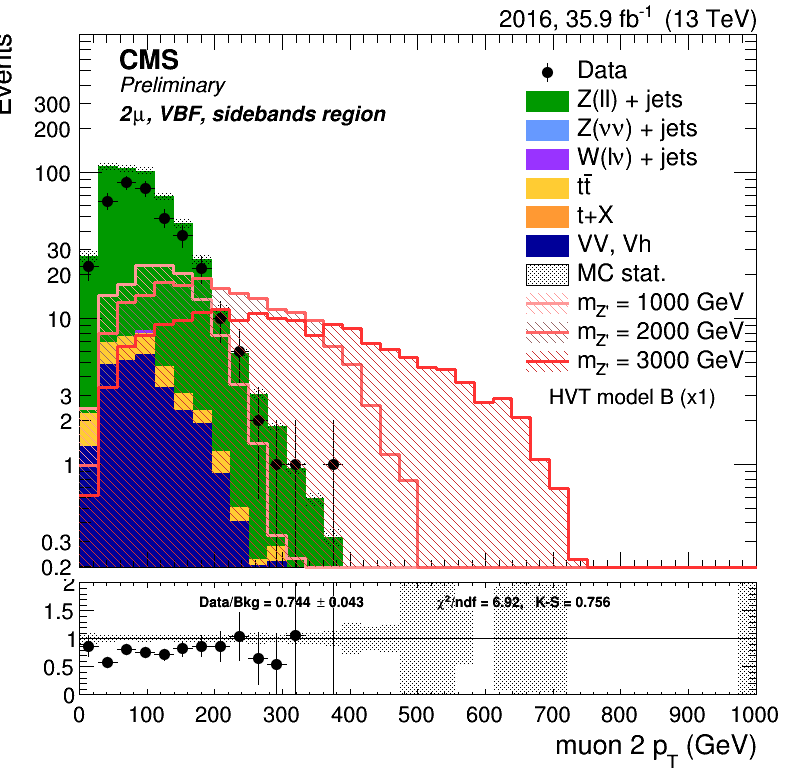 2016, 35.9 fb⁻¹ (13 TeV)
Events
CMS
Preliminary
2μ, VBF, sidebands region
Data
Z(ll) + jets
Z(νν) + jets
W(lν) + jets
tt̄
t+X
VV, Vh
MC stat.
m_Z' = 1000 GeV
m_Z' = 2000 GeV
m_Z' = 3000 GeV
HVT model B (x1)
300
200
100
30
20
10
3
2
1
0.3
0.2
Data/Bkg = 0.744 ± 0.043 χ²/ndf = 6.92, K-S = 0.756
2
1.5
1
0.5
0
0 100 200 300 400 500 600 700 800 900 1000
muon 2 p_T (GeV)